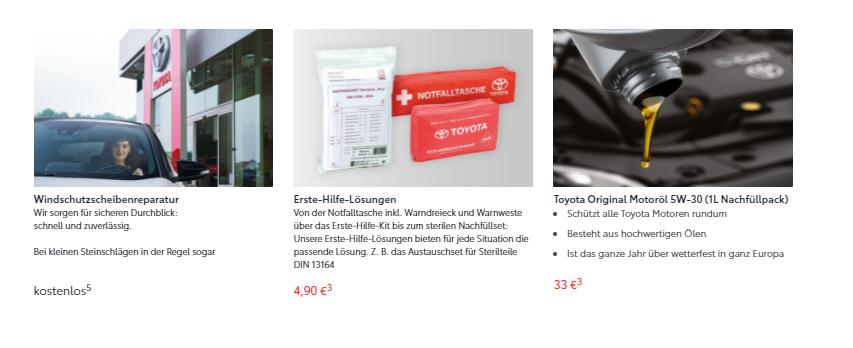 TOYOTA
NOTFALLTASCHE
TOYOTA
TOYOTA
Windschutzscheibenreparatur
Wir sorgen für sicheren Durchblick:
schnell und zuverlässig.
Bei kleinen Steinschlägen in der Regel sogar
kostenlos⁵
Erste-Hilfe-Lösungen
Von der Notfalltasche inkl. Warndreieck und Warnweste
über das Erste-Hilfe-Kit bis zum sterilen Nachfüllset:
Unsere Erste-Hilfe-Lösungen bieten für jede Situation die
passende Lösung. Z. B. das Austauschset für Sterilteile
DIN 13164
4,90 €³
Toyota Original Motoröl 5W-30 (1L Nachfüllpack)
• Schützt alle Toyota Motoren rundum
• Besteht aus hochwertigen Ölen
• Ist das ganze Jahr über wetterfest in ganz Europa
33 €³